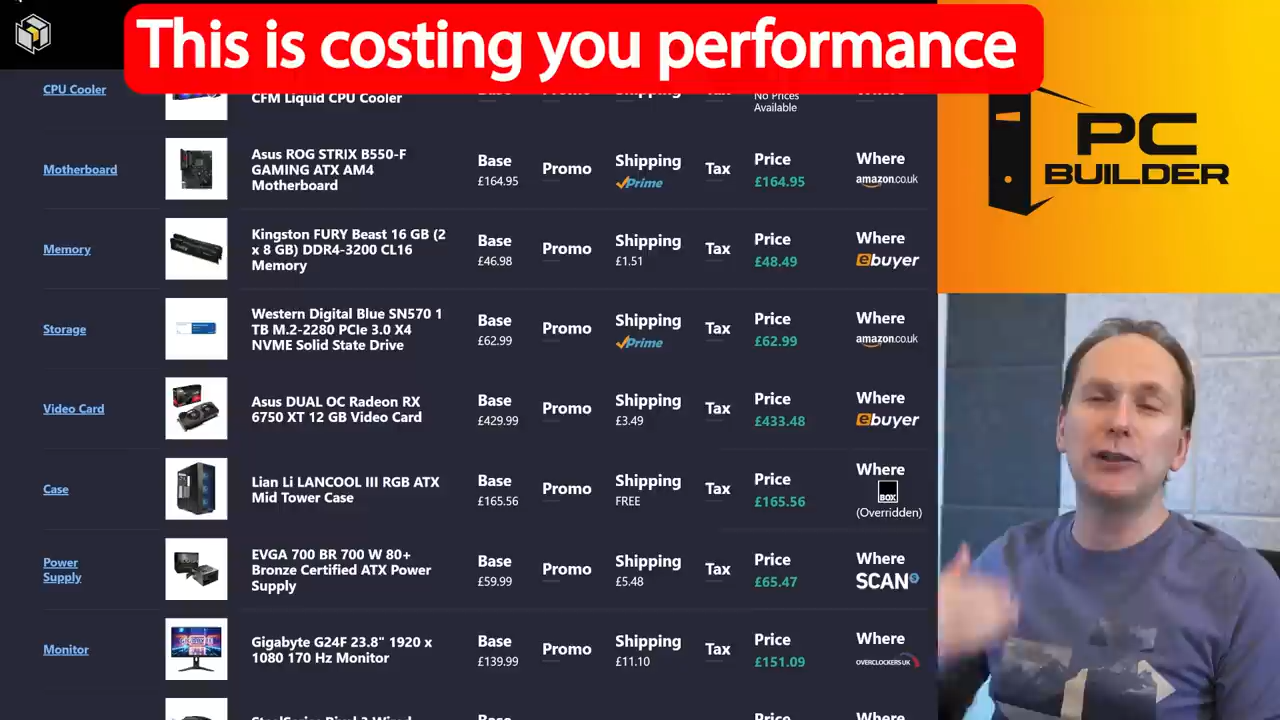 This is costing you performance
CPU Cooler
CFM Liquid CPU Cooler
No Prices
Available
Motherboard
Asus ROG STRIX B550-F
GAMING ATX AM4
Motherboard
Base
£164.95
Promo
Shipping
Prime
Tax
Price
£164.95
Where
amazon.co.uk
Memory
Kingston FURY Beast 16 GB (2
x 8 GB) DDR4-3200 CL16
Memory
Base
£46.98
Promo
Shipping
£1.51
Tax
Price
£48.49
Where
ebuyer
Storage
Western Digital Blue SN570 1
TB M.2-2280 PCIe 3.0 X4
NVME Solid State Drive
Base
£62.99
Promo
Shipping
Prime
Tax
Price
£62.99
Where
amazon.co.uk
Video Card
Asus DUAL OC Radeon RX
6750 XT 12 GB Video Card
Base
£429.99
Promo
Shipping
£3.49
Tax
Price
£433.48
Where
ebuyer
Case
Lian Li LANCOOL III RGB ATX
Mid Tower Case
Base
£165.56
Promo
Shipping
FREE
Tax
Price
£165.56
Where
BOX
(Overridden)
Power
Supply
EVGA 700 BR 700 W 80+
Bronze Certified ATX Power
Supply
Base
£59.99
Promo
Shipping
£5.48
Tax
Price
£65.47
Where
SCAN
Monitor
Gigabyte G24F 23.8" 1920 x
1080 170 Hz Monitor
Base
£139.99
Promo
Shipping
£11.10
Tax
Price
£151.09
Where
OVERCLOCKERS UK
PC
BUILDER